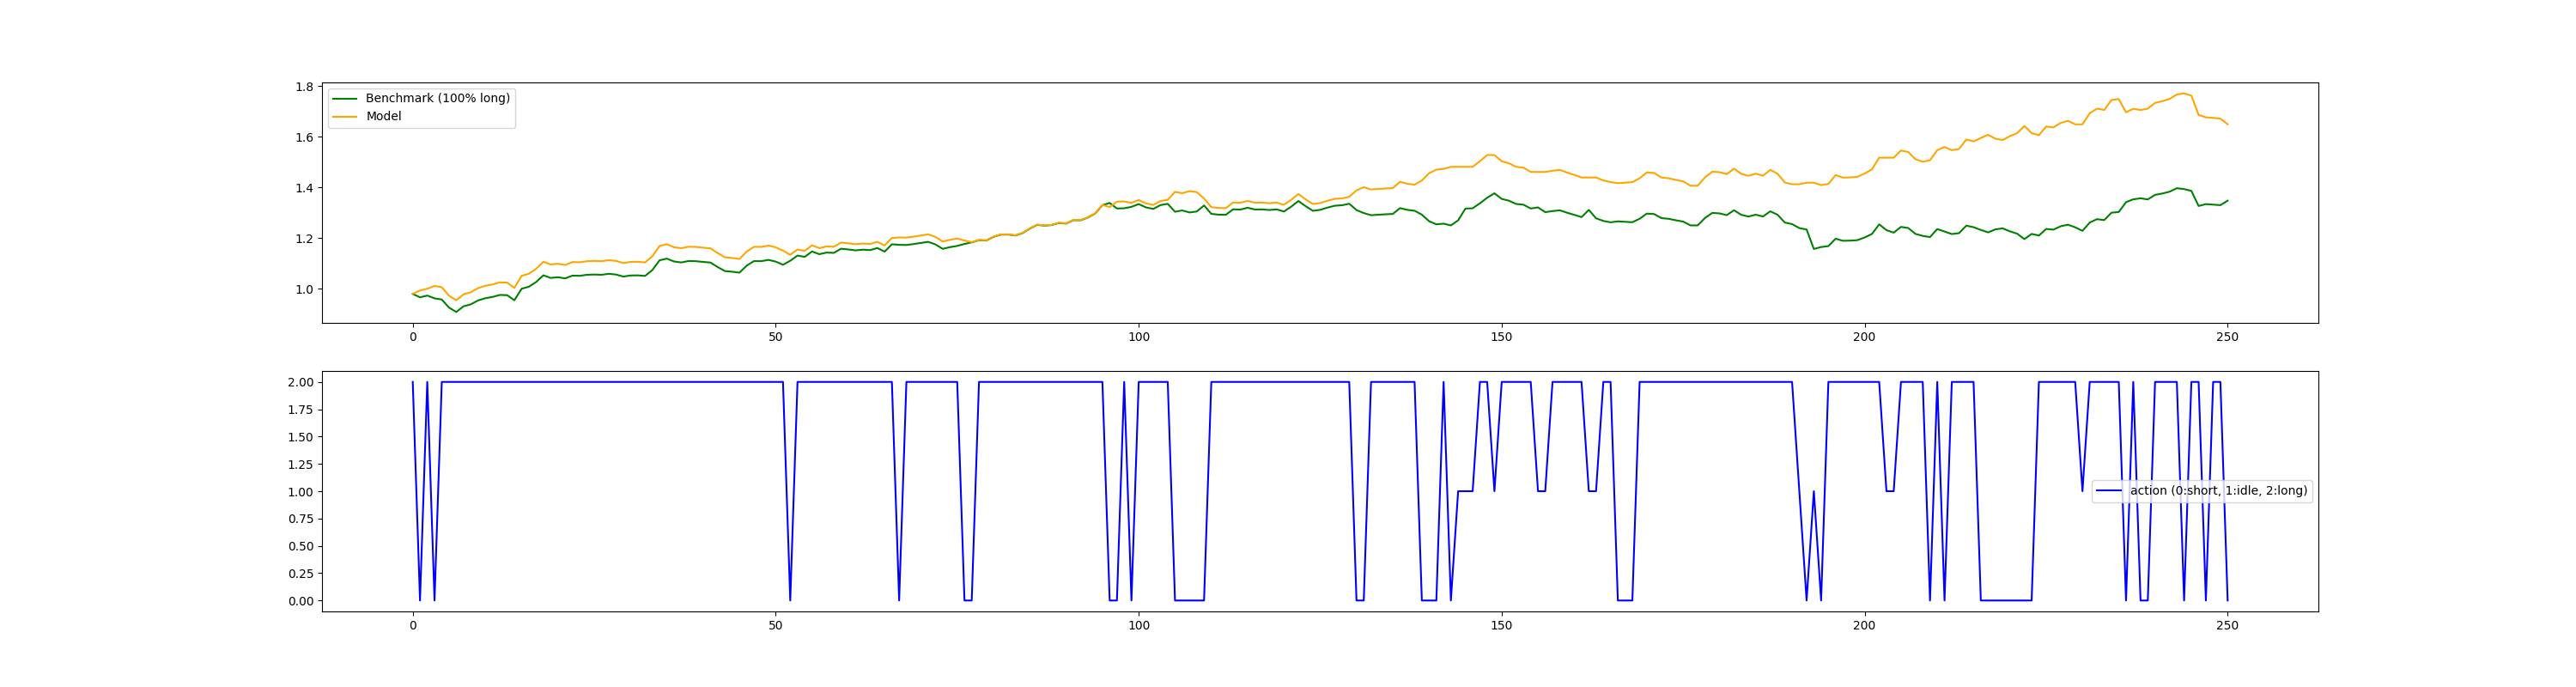 1.8
1.6
1.4
1.2
1.0
Benchmark (100% long)
Model
0 50 100 150 200 250
2.00
1.75
1.50
1.25
1.00
0.75
0.50
0.25
0.00
action (0:short, 1:idle, 2:long)
0 50 100 150 200 250